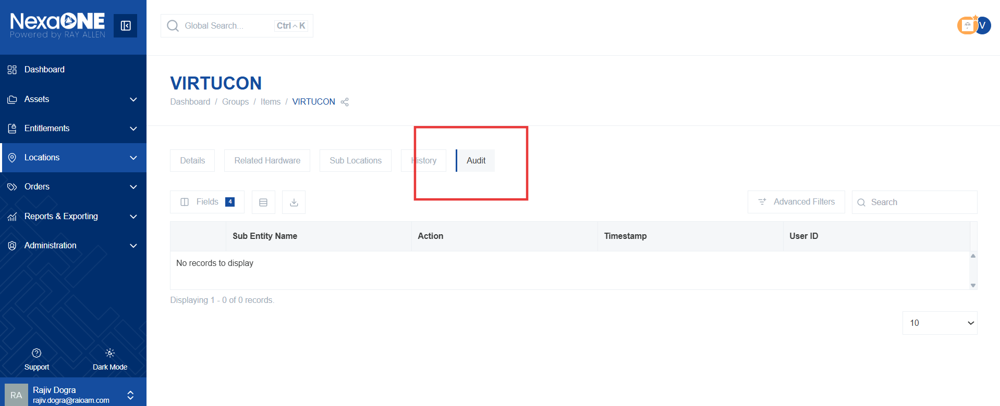 NexaONE
Powered by RAY ALLEN
Global Search...
Ctrl K
V
Dashboard
Assets
Entitlements
Locations
Orders
Reports & Exporting
Administration
Support
Dark Mode
RA
Rajiv Dogra
rajiv.dogra@raioam.com
VIRTUCON
Dashboard / Groups / Items / VIRTUCON
Details
Related Hardware
Sub Locations
History
Audit
Fields 4
Advanced Filters
Search
Sub Entity Name
Action
Timestamp
User ID
No records to display
Displaying 1 - 0 of 0 records.
10